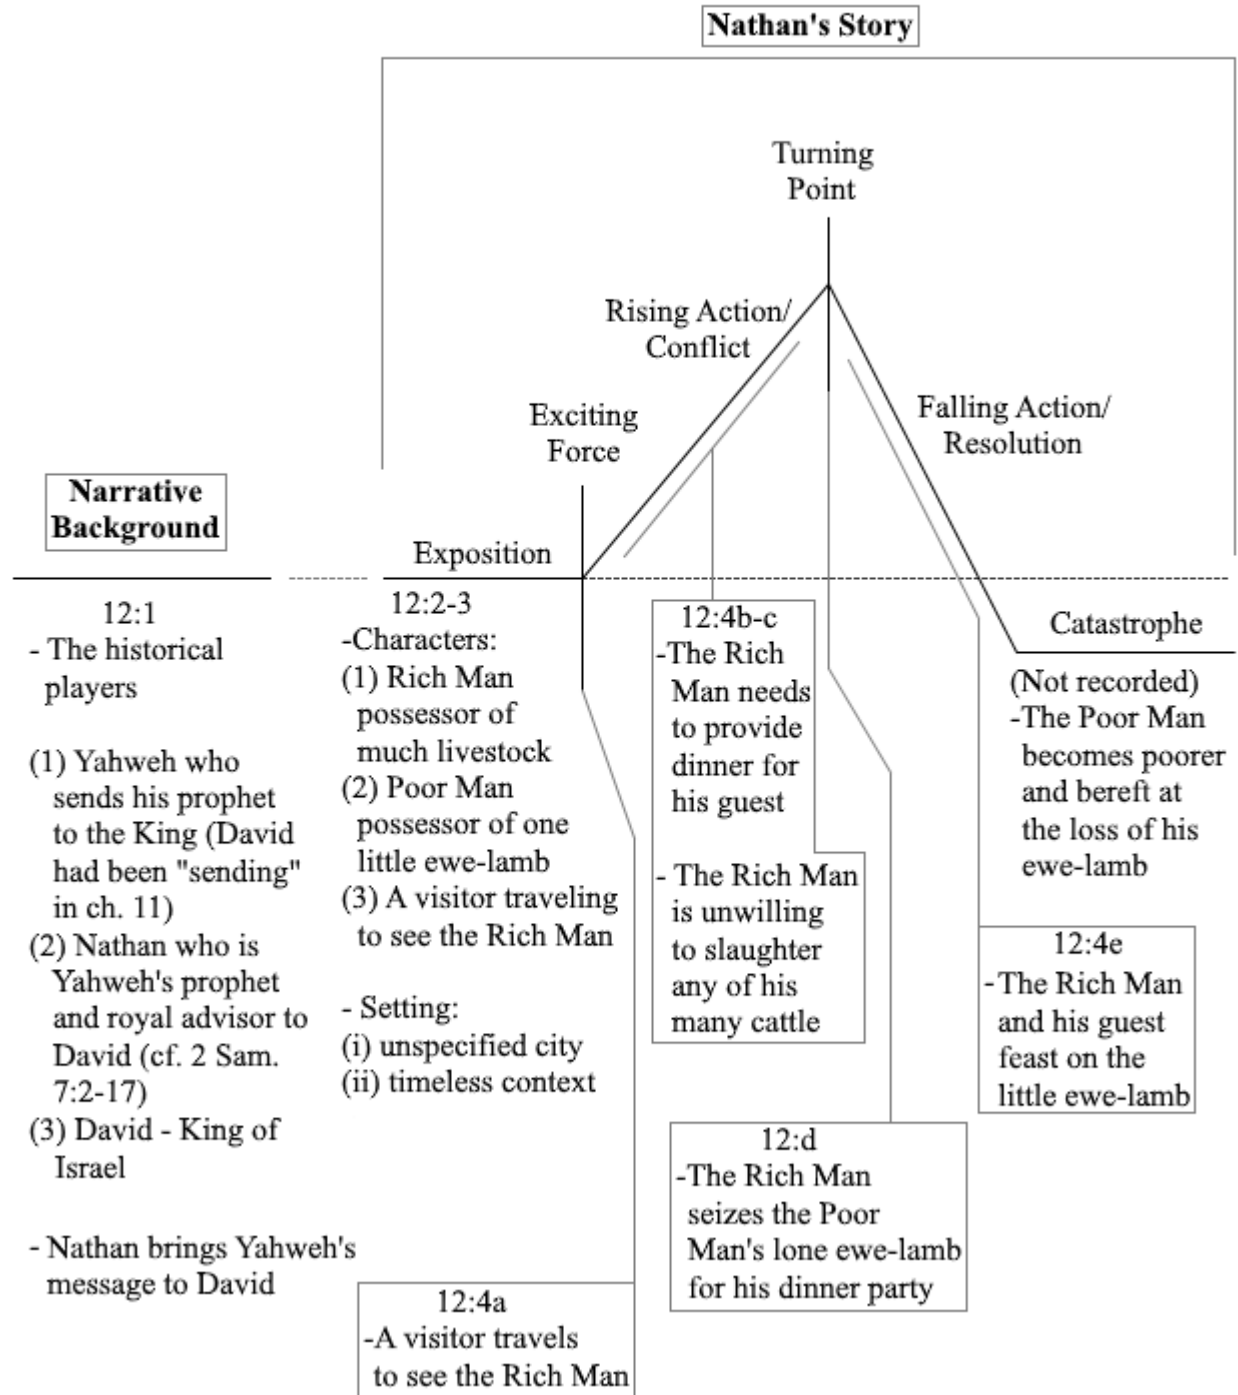 Nathan's Story
Turning
Point
Rising Action/
Conflict
Exciting
Force
Falling Action/
Resolution
Narrative
Background
Exposition
12:1
- The historical
players
(1) Yahweh who
sends his prophet
to the King (David
had been "sending"
in ch. 11)
(2) Nathan who is
Yahweh's prophet
and royal advisor to
David (cf. 2 Sam.
7:2-17)
(3) David - King of
Israel
- Nathan brings Yahweh's
message to David
12:2-3
-Characters:
(1) Rich Man
possessor of
much livestock
(2) Poor Man
possessor of one
little ewe-lamb
(3) A visitor traveling
to see the Rich Man
- Setting:
(i) unspecified city
(ii) timeless context
12:4a
-A visitor travels
to see the Rich Man
12:4b-c
-The Rich
Man needs
to provide
dinner for
his guest
- The Rich Man
is unwilling
to slaughter
any of his
many cattle
12:d
-The Rich Man
seizes the Poor
Man's lone ewe-lamb
for his dinner party
Catastrophe
(Not recorded)
-The Poor Man
becomes poorer
and bereft at
the loss of his
ewe-lamb
12:4e
-The Rich Man
and his guest
feast on the
little ewe-lamb